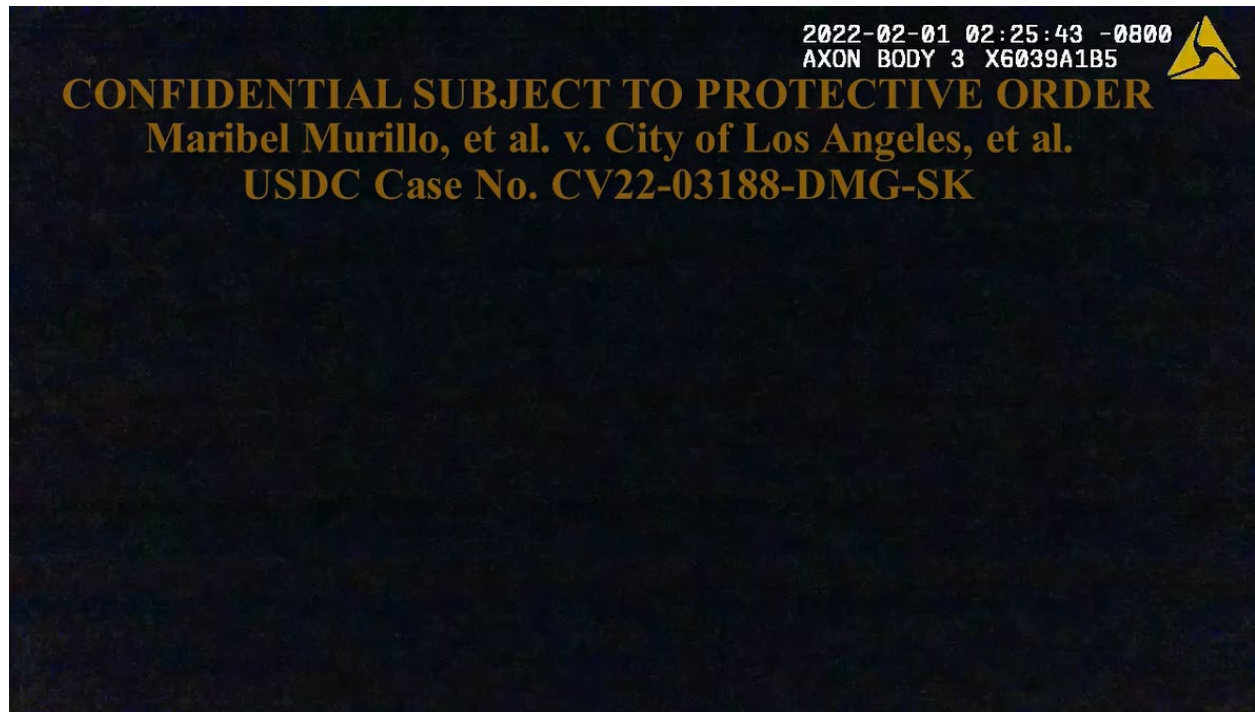 2022-02-01 02:25:43 -0800
AXON BODY 3 X6039A1B5
CONFIDENTIAL SUBJECT TO PROTECTIVE ORDER
Maribel Murillo, et al. v. City of Los Angeles, et al.
USDC Case No. CV22-03188-DMG-SK